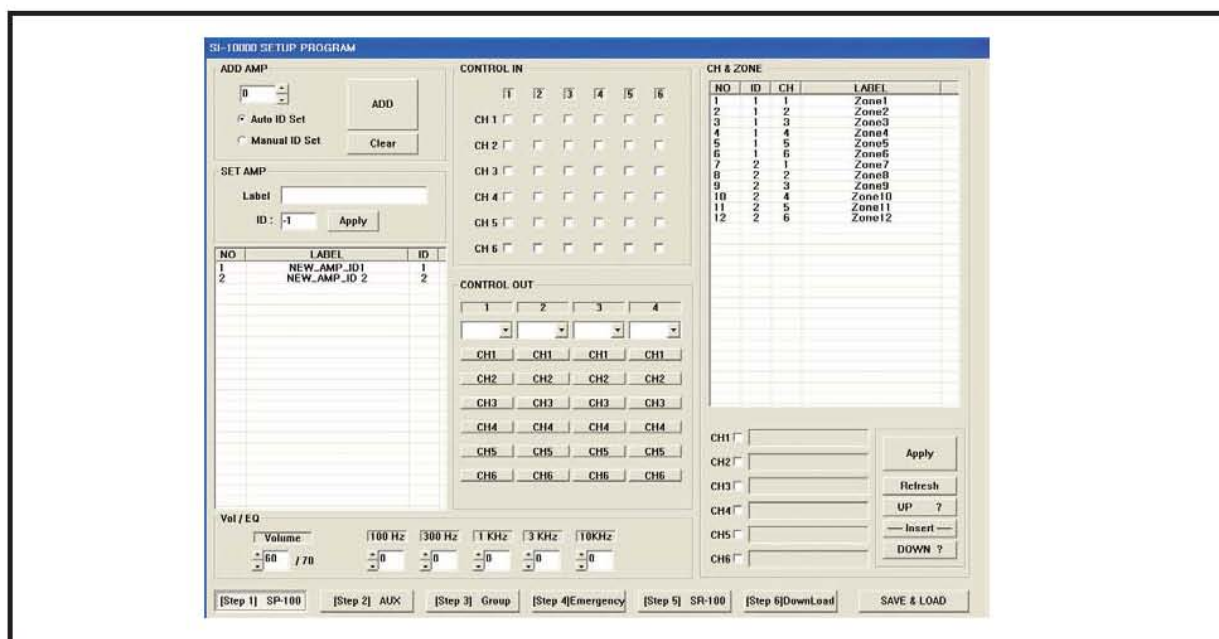 SI-10000 SETUP PROGRAM
ADD AMP
0
ADD
Auto ID Set
Manual ID Set
Clear
SET AMP
Label
ID : -1
Apply
NO LABEL ID
1 NEW_AMP_ID1 1
2 NEW_AMP_ID 2 2
CONTROL IN
1 2 3 4 5 6
CH 1
CH 2
CH 3
CH 4
CH 5
CH 6
CONTROL OUT
1 2 3 4
CH1 CH1 CH1 CH1
CH2 CH2 CH2 CH2
CH3 CH3 CH3 CH3
CH4 CH4 CH4 CH4
CH5 CH5 CH5 CH5
CH6 CH6 CH6 CH6
CH & ZONE
NO ID CH LABEL
1 1 1 Zone1
2 1 2 Zone2
3 1 3 Zone3
4 1 4 Zone4
5 1 5 Zone5
6 1 6 Zone6
7 2 1 Zone7
8 2 2 Zone8
9 2 3 Zone9
10 2 4 Zone10
11 2 5 Zone11
12 2 6 Zone12
CH1
CH2
CH3
CH4
CH5
CH6
Apply
Refresh
UP ?
Insert
DOWN ?
Vol / EQ
Volume 100 Hz 300 Hz 1 KHz 3 KHz 10KHz
60 / 70 0 0 0 0 0
[Step 1] SP-100 [Step 2] AUX [Step 3] Group [Step 4]Emergency [Step 5] SR-100 [Step 6]DownLoad SAVE & LOAD